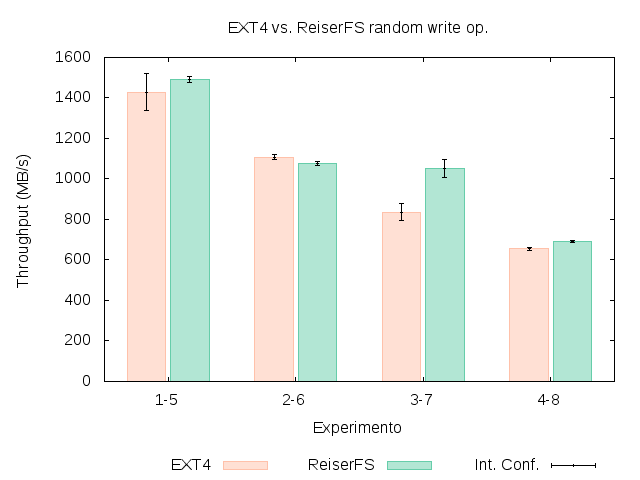 EXT4 vs. ReiserFS random write op.
1600
1400
1200
1000
800
600
400
200
0
Throughput (MB/s)
1-5 2-6 3-7 4-8
Experimento
EXT4 ReiserFS Int. Conf.